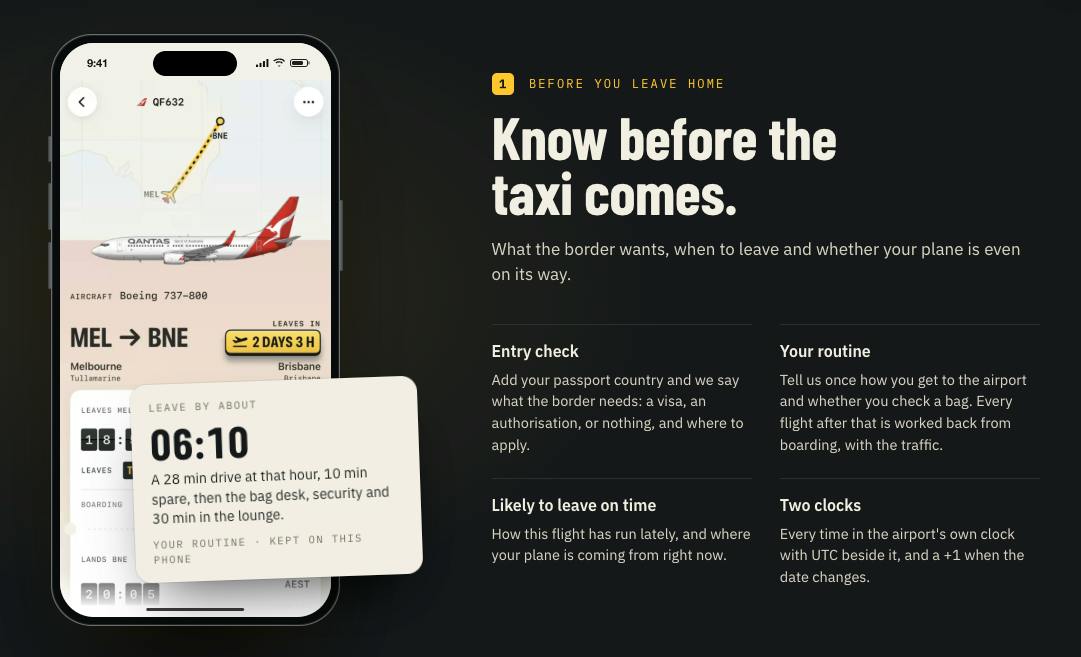 9:41
QF632
BNE
MEL
QANTAS
AIRCRAFT Boeing 737-800
LEAVES IN
MEL → BNE
2 DAYS 3 H
Melbourne
Brisbane
Tullamarine
Brisbane
LEAVES MEL
18:
LEAVES
BOARDING
LANDS BNE
20:05
AEST
LEAVE BY ABOUT
06:10
A 28 min drive at that hour, 10 min
spare, then the bag desk, security and
30 min in the lounge.
YOUR ROUTINE · KEPT ON THIS
PHONE
1 BEFORE YOU LEAVE HOME
Know before the
taxi comes.
What the border wants, when to leave and whether your plane is even
on its way.
Entry check
Add your passport country and we say
what the border needs: a visa, an
authorisation, or nothing, and where to
apply.
Your routine
Tell us once how you get to the airport
and whether you check a bag. Every
flight after that is worked back from
boarding, with the traffic.
Likely to leave on time
How this flight has run lately, and where
your plane is coming from right now.
Two clocks
Every time in the airport's own clock
with UTC beside it, and a +1 when the
date changes.